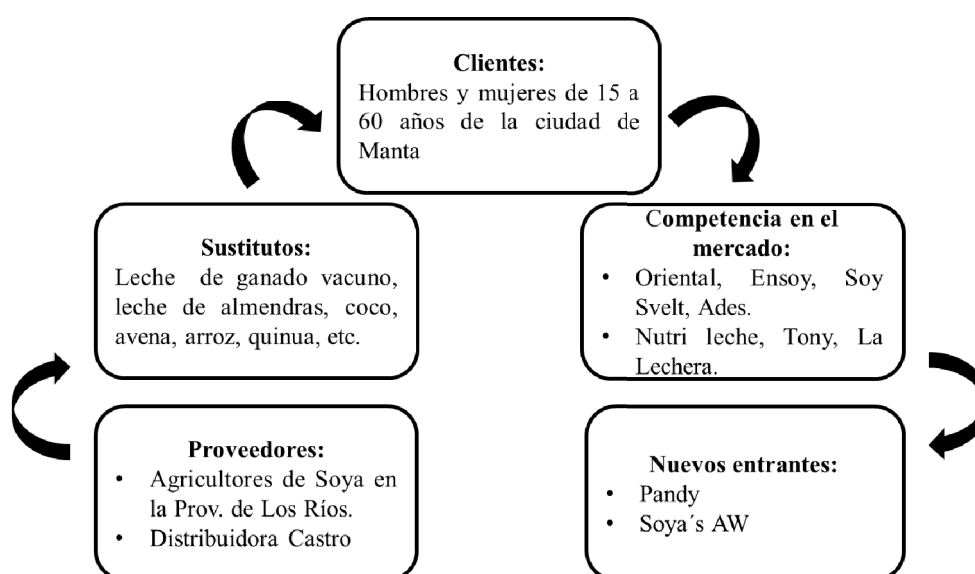 Clientes:
Hombres y mujeres de 15 a
60 años de la ciudad de
Manta
Sustitutos:
Leche de ganado vacuno,
leche de almendras, coco,
avena, arroz, quinua, etc.
Competencia en el
mercado:
• Oriental, Ensoy, Soy
Svelt, Ades.
• Nutri leche, Tony, La
Lechera.
Proveedores:
• Agricultores de Soya en
la Prov. de Los Ríos.
• Distribuidora Castro
Nuevos entrantes:
• Pandy
• Soya´s AW